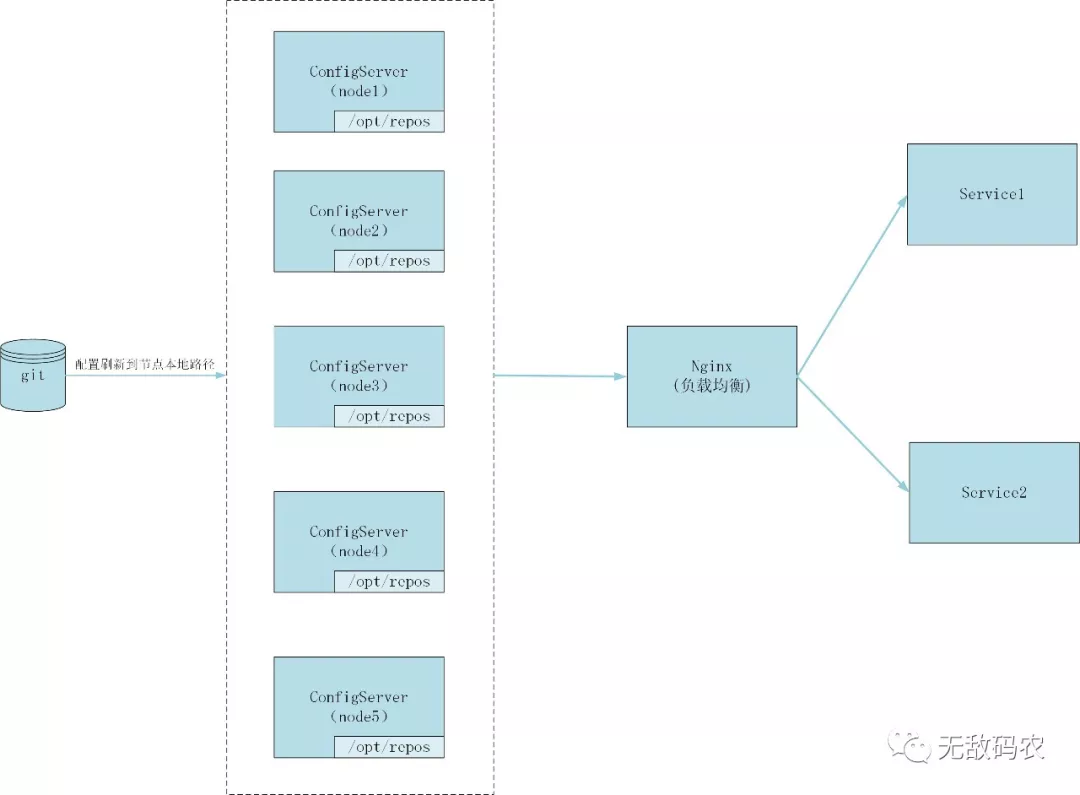 ConfigServer
(node1)
/opt/repos
ConfigServer
(node2)
/opt/repos
git
配置刷新到节点本地路径
ConfigServer
(node3)
/opt/repos
ConfigServer
(node4)
/opt/repos
ConfigServer
(node5)
/opt/repos
Nginx
(负载均衡)
Service1
Service2
无敌码农